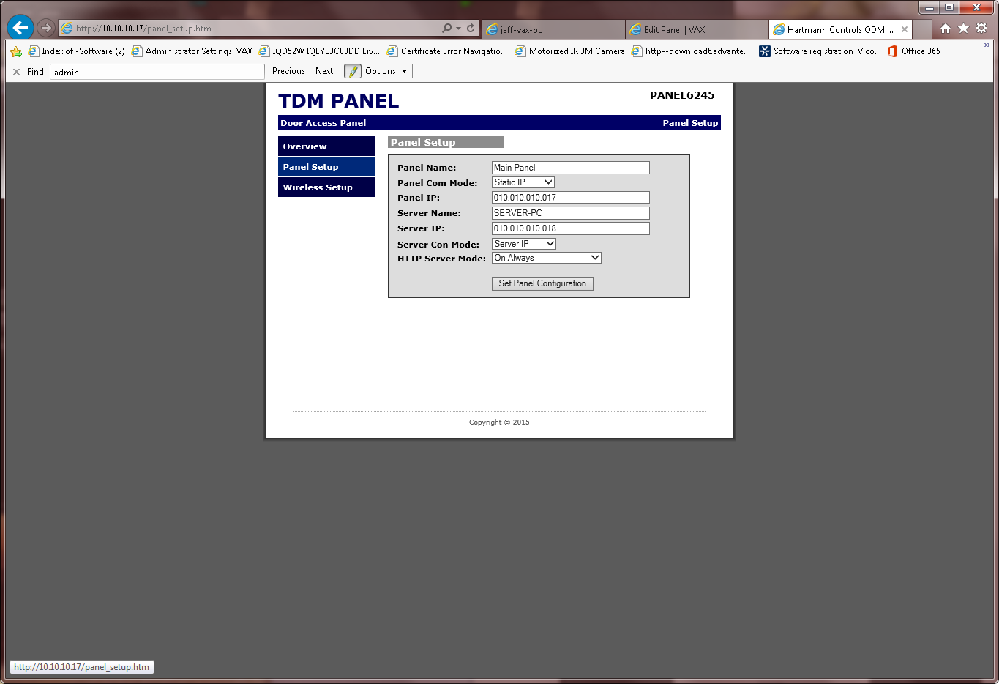 http://10.10.10.17/panel_setup.htm
jeff-vax-pc
Edit Panel | VAX
Hartmann Controls ODM ...
Index of -Software (2)
Administrator Settings VAX
IQD52W IQEYE3C08DD Liv...
Certificate Error Navigatio...
Motorized IR 3M Camera
http--downloadt.advante...
Software registration Vico...
Office 365
Find: admin
Previous Next Options
TDM PANEL
PANEL6245
Door Access Panel
Panel Setup
Overview
Panel Setup
Wireless Setup
Panel Setup
Panel Name: Main Panel
Panel Com Mode: Static IP
Panel IP: 010.010.010.017
Server Name: SERVER-PC
Server IP: 010.010.010.018
Server Con Mode: Server IP
HTTP Server Mode: On Always
Set Panel Configuration
Copyright © 2015
http://10.10.10.17/panel_setup.htm